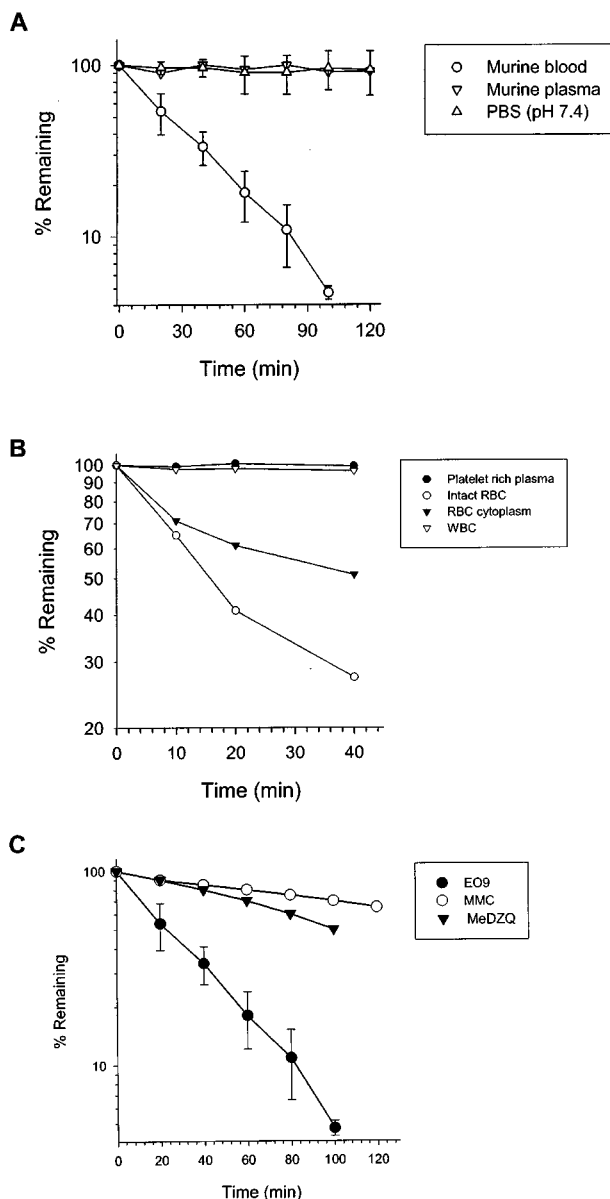 A
100
10
% Remaining
0 30 60 90 120
Time (min)
Murine blood
Murine plasma
PBS (pH 7.4)
B
100
90
80
70
60
50
40
30
20
% Remaining
0 10 20 30 40
Time (min)
Platelet rich plasma
Intact RBC
RBC cytoplasm
WBC
C
100
10
% Remaining
0 20 40 60 80 100 120
Time (min)
EO9
MMC
MeDZQ